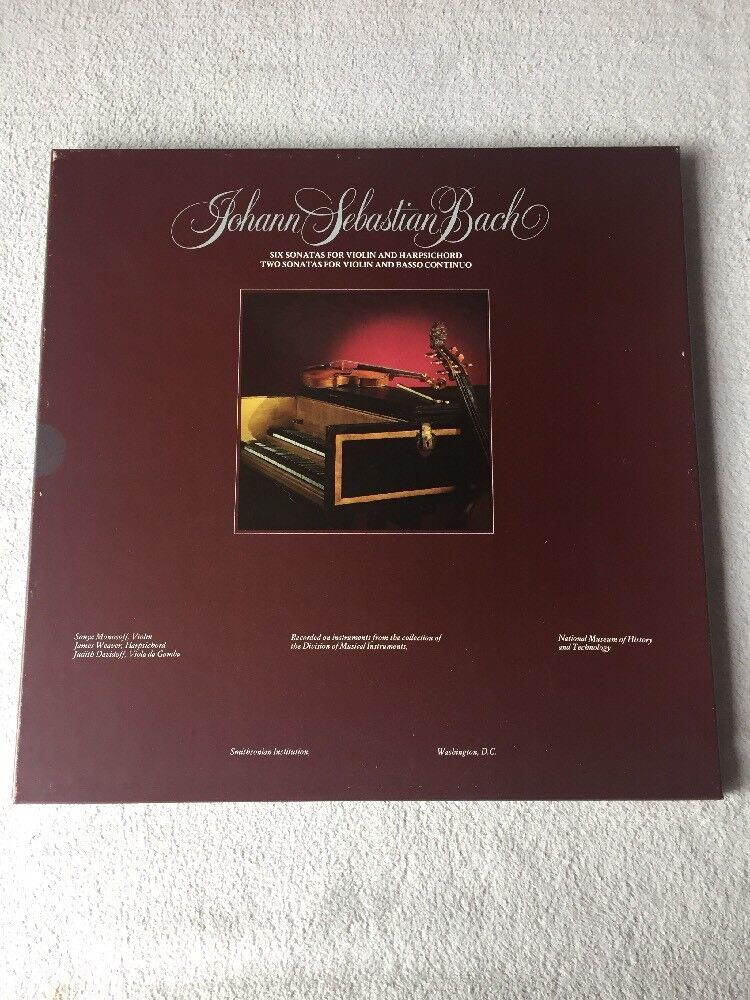 Johann Sebastian Bach
SIX SONATAS FOR VIOLIN AND HARPSICHORD
TWO SONATAS FOR VIOLIN AND BASSO CONTINUO
Sonya Monosoff, Violin
James Weaver, Harpsichord
Judith Davidoff, Viola da Gamba
Recorded on instruments from the collection of
the Division of Musical Instruments,
National Museum of History
and Technology
Smithsonian Institution,
Washington, D.C.